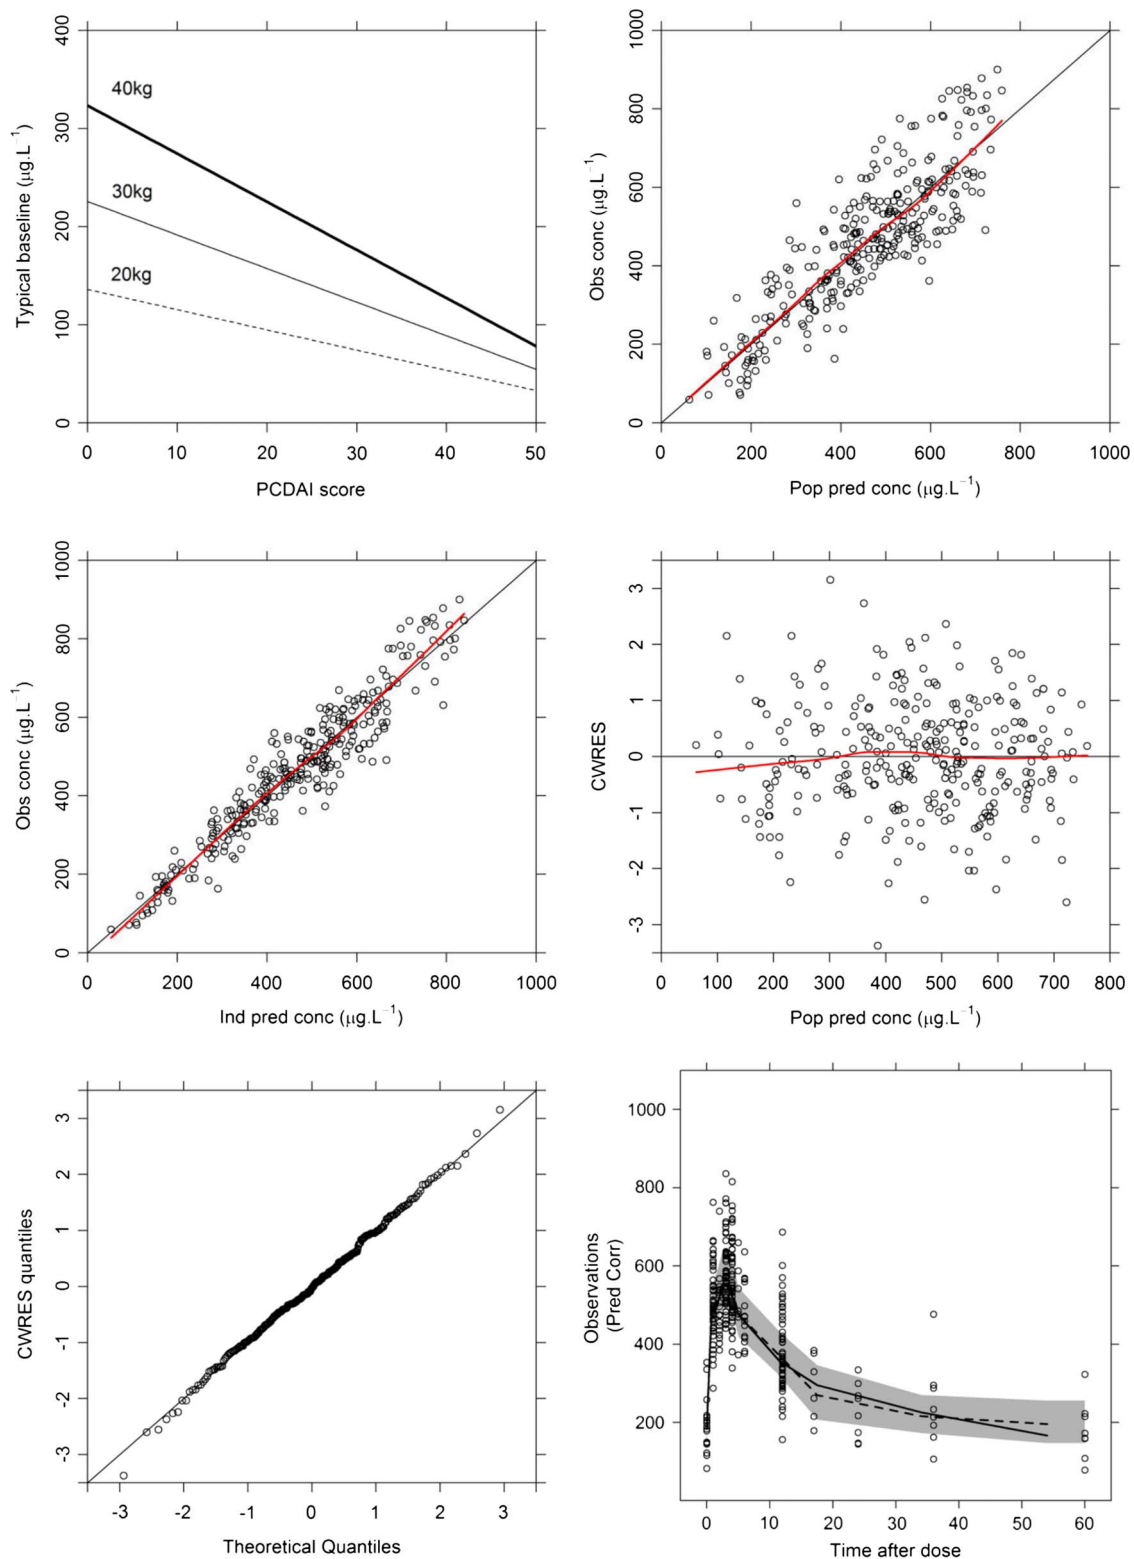 400
300
200
100
0
Typical baseline (µg.L⁻¹)
40kg
30kg
20kg
0 10 20 30 40 50
PCDAI score
1000
800
600
400
200
0
Obs conc (µg.L⁻¹)
200 400 600 800 1000
Pop pred conc (µg.L⁻¹)
1000
800
600
400
200
0
Obs conc (µg.L⁻¹)
0 200 400 600 800 1000
Ind pred conc (µg.L⁻¹)
3
2
1
0
-1
-2
-3
CWRES
0 100 200 300 400 500 600 700 800
Pop pred conc (µg.L⁻¹)
3
2
1
0
-1
-2
-3
CWRES quantiles
-3 -2 -1 0 1 2 3
Theoretical Quantiles
1000
800
600
400
200
Observations
(Pred Corr)
0 10 20 30 40 50 60
Time after dose